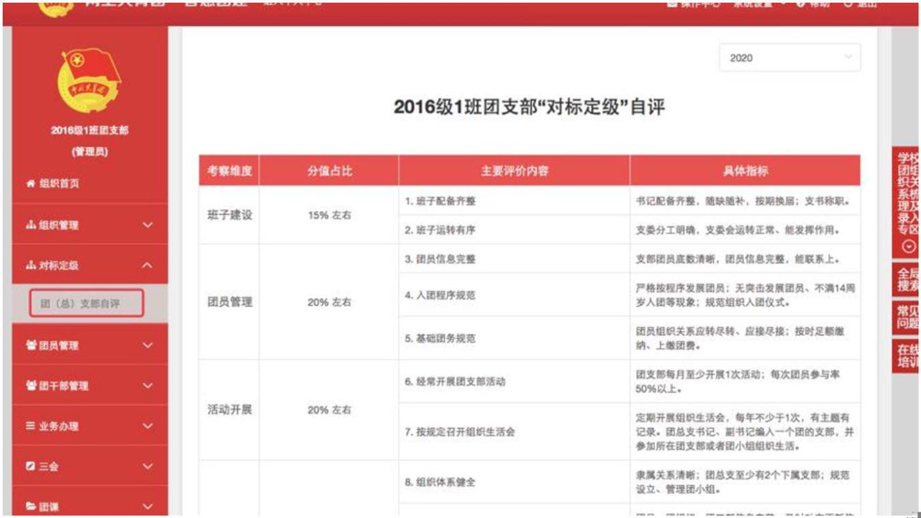 2020
2016级1班团支部“对标定级”自评
2016级1班团支部
(管理员)
组织首页
组织管理
对标定级
团（总）支部自评
团员管理
团干部管理
业务办理
三会
团课
考察维度 分值占比 主要评价内容 具体指标
班子建设 15% 左右
1. 班子配备齐整 书记配备齐整，随缺随补，按期换届；支书称职。
2. 班子运转有序 支委分工明确，支委会运转正常、能发挥作用。
团员管理 20% 左右
3. 团员信息完整 支部团员底数清晰，团员信息完整，能联系上。
4. 入团程序规范 严格按程序发展团员；无突击发展团员、不满14周
岁入团等现象；规范组织入团仪式。
5. 基础团务规范 团员组织关系应转尽转、应接尽接；按时足额缴
纳、上缴团费。
活动开展 20% 左右
6. 经常开展团支部活动 团支部每月至少开展1次活动；每次团员参与率
50%以上。
7. 按规定召开组织生活会 定期开展组织生活会，每年不少于1次，有主题有
记录。团总支书记、副书记编入一个团的支部，并
参加所在团支部或者团小组组织生活。
8. 组织体系健全 隶属关系清晰；团总支至少有2个下属支部；规范
设立、管理团小组。
学校
团组
织关
系梳
理及
录入
专区
全局
搜索
常见
问题
在线
培训